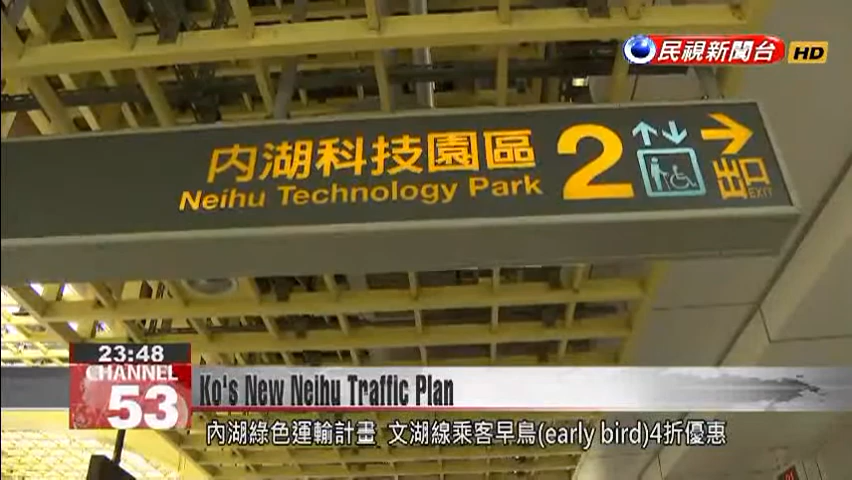 民視新聞台 HD
內湖科技園區
Neihu Technology Park
2
出口
EXIT
23:48
CHANNEL
53
Ko's New Neihu Traffic Plan
內湖綠色運輸計畫 文湖線乘客早鳥(early bird)4折優惠